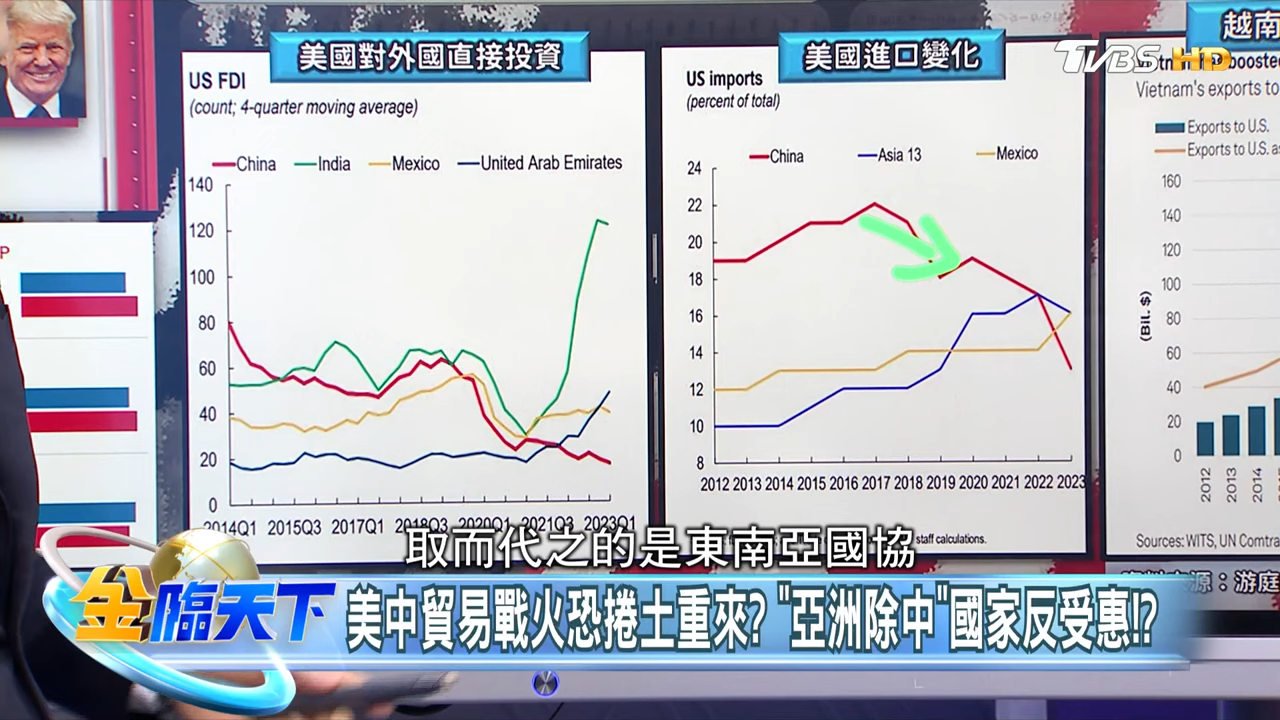 美國對外國直接投資
US FDI
(count; 4-quarter moving average)
China
India
Mexico
United Arab Emirates
140
120
100
80
60
40
20
0
2014Q1 2015Q3 2017Q1 2018Q3 2020Q1 2021Q3 2023Q1
美國進口變化
US imports
(percent of total)
China
Asia 13
Mexico
24
22
20
18
16
14
12
10
8
2012 2013 2014 2015 2016 2017 2018 2019 2020 2021 2022 2023
staff calculations.
越南
TVBS HD
boosted
Vietnam's exports to
Exports to U.S.
Exports to U.S. as
160
140
120
100
80
60
40
20
0
(Bil. $)
2012
2013
2014
Sources: WITS, UN Comtra
P
取而代之的是東南亞國協
金臨天下
美中貿易戰火恐捲土重來? "亞洲除中"國家反受惠!?